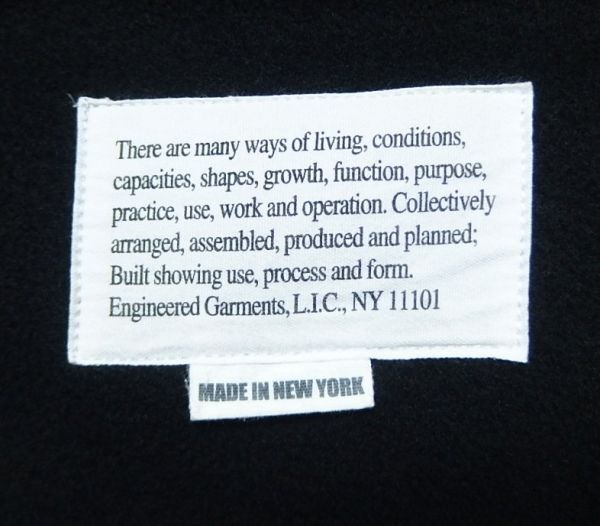 There are many ways of living, conditions,
capacities, shapes, growth, function, purpose,
practice, use, work and operation. Collectively
arranged, assembled, produced and planned;
Built showing use, process and form.
Engineered Garments, L.I.C., NY 11101
MADE IN NEW YORK